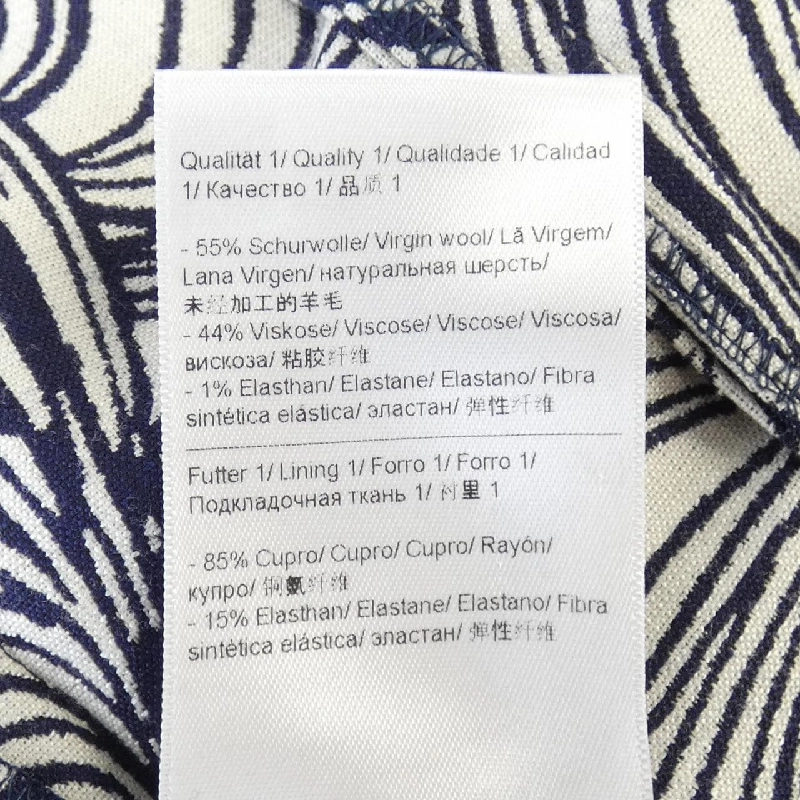 Qualität 1/ Quality 1/ Qualidade 1/ Calidad
1/ Качество 1/ 品质 1
- 55% Schurwolle/ Virgin wool/ Lã Virgem/
Lana Virgen/ натуральная шерсть/
未经加工的羊毛
- 44% Viskose/ Viscose/ Viscose/ Viscosa/
вискоза/ 粘胶纤维
- 1% Elasthan/ Elastane/ Elastano/ Fibra
sintética elástica/ эластан/ 弹性纤维
Futter 1/ Lining 1/ Forro 1/ Forro 1/
Подкладочная ткань 1/ 衬里 1
- 85% Cupro/ Cupro/ Cupro/ Rayón/
купро/ 铜氨纤维
- 15% Elasthan/ Elastane/ Elastano/ Fibra
sintética elástica/ эластан/ 弹性纤维